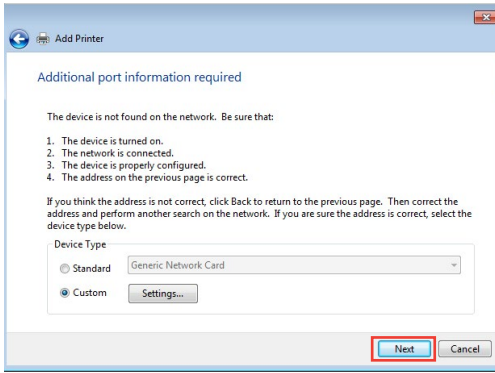 Add Printer
Additional port information required
The device is not found on the network.  Be sure that:
1.  The device is turned on.
2.  The network is connected.
3.  The device is properly configured.
4.  The address on the previous page is correct.
If you think the address is not correct, click Back to return to the previous page.  Then correct the
address and perform another search on the network.  If you are sure the address is correct, select the
device type below.
Device Type
Standard Generic Network Card
Custom Settings...
Next Cancel